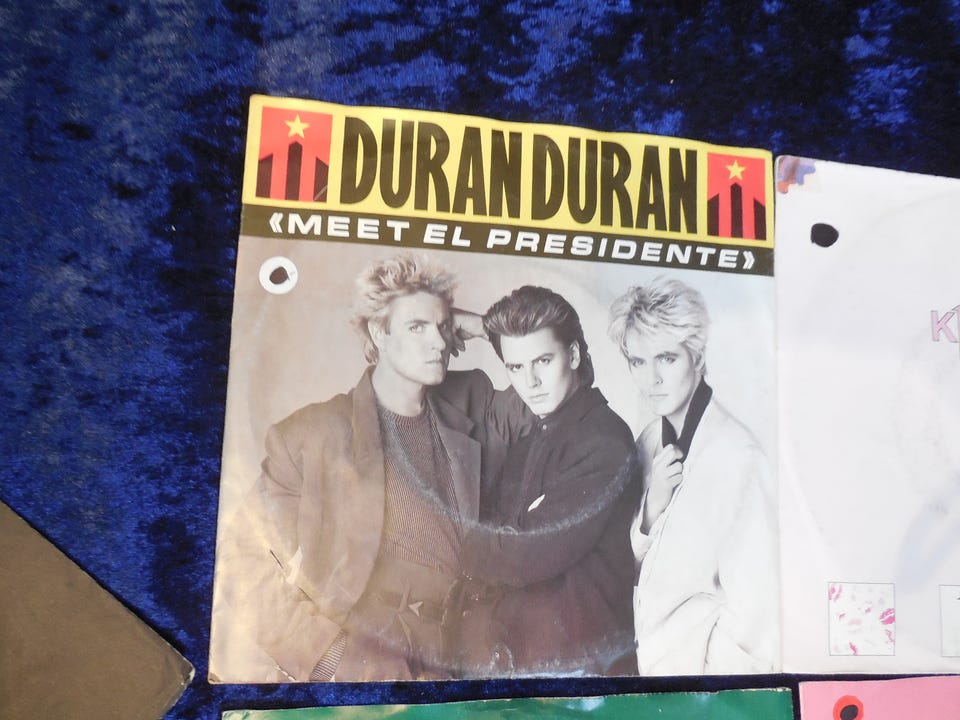 DURAN DURAN
《MEET EL PRESIDENTE》
K